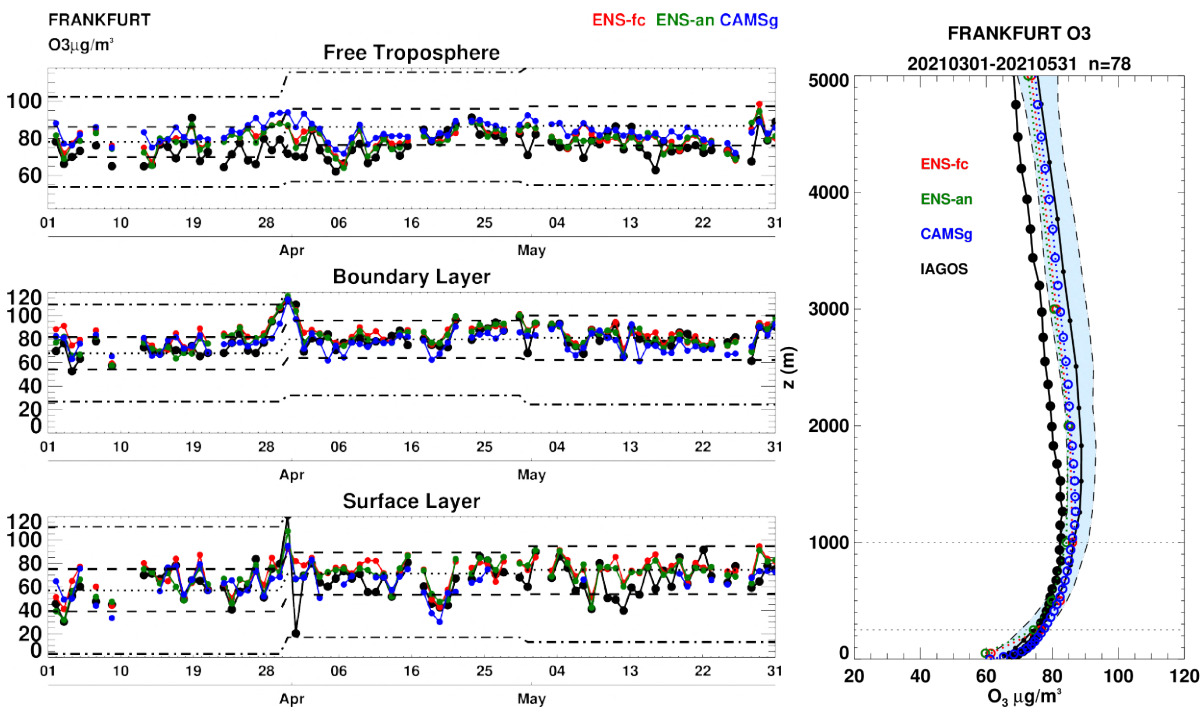 FRANKFURT
O3μg/m³
ENS-fc ENS-an CAMSg
Free Troposphere
100
80
60
01 10 19 28 06 16 25 04 13 22 31
Apr May
Boundary Layer
120
100
80
60
40
20
0
01 10 19 28 06 16 25 04 13 22 31
Apr May
Surface Layer
120
100
80
60
40
20
0
01 10 19 28 06 16 25 04 13 22 31
Apr May
FRANKFURT O3
20210301-20210531 n=78
5000
4000
3000
2000
1000
0
z (m)
ENS-fc
ENS-an
CAMSg
IAGOS
20 40 60 80 100 120
O₃ μg/m³